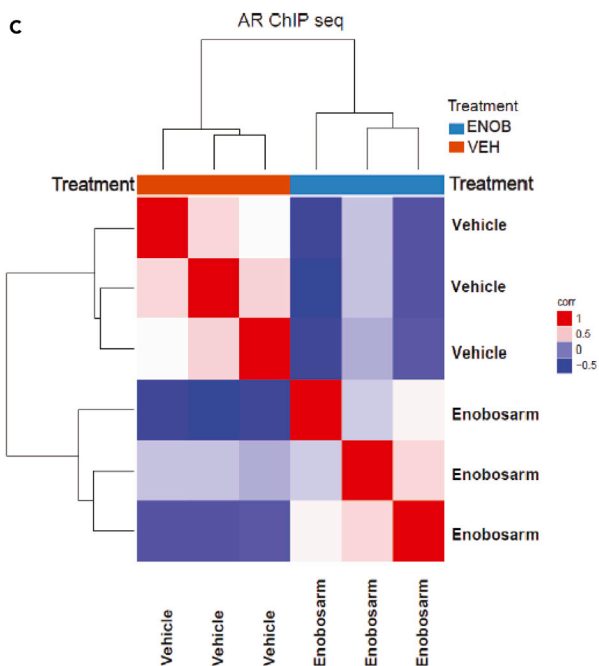 C
AR ChIP seq
Treatment
ENOB
VEH
Treatment
Treatment
Vehicle
Vehicle
Vehicle
Enobosarm
Enobosarm
Enobosarm
corr
1
0.5
0
−0.5
Vehicle
Vehicle
Vehicle
Enobosarm
Enobosarm
Enobosarm